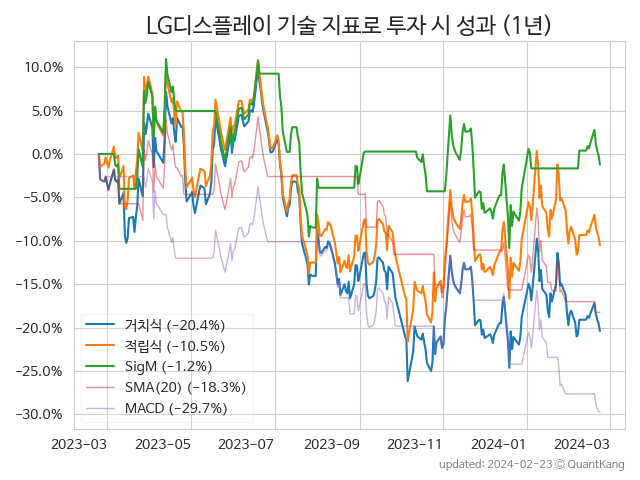 LG디스플레이 기술 지표로 투자 시 성과 (1년)
10.0%
5.0%
0.0%
−5.0%
−10.0%
−15.0%
−20.0%
−25.0%
−30.0%
거치식 (−20.4%)
적립식 (−10.5%)
SigM (−1.2%)
SMA(20) (−18.3%)
MACD (−29.7%)
2023−03 2023−05 2023−07 2023−09 2023−11 2024−01 2024−03
updated: 2024−02−23 ⓒ QuantKang